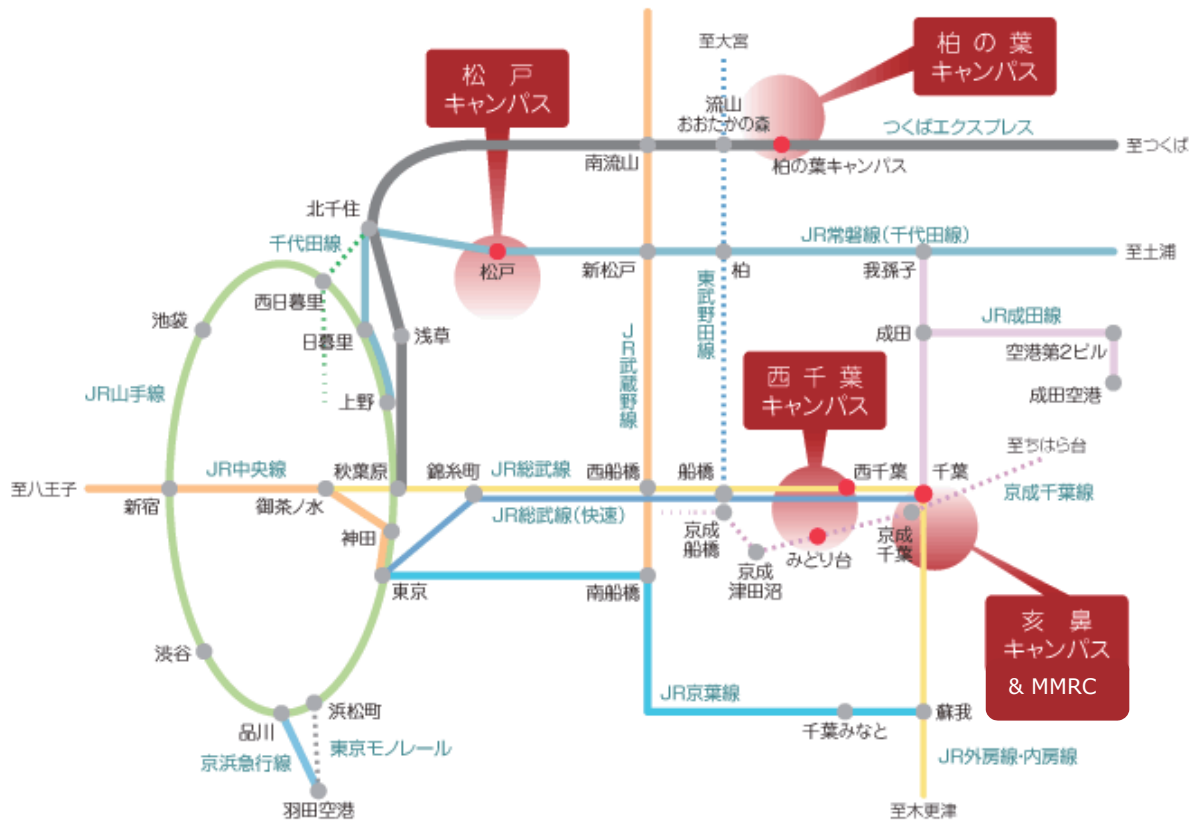 至大宮
柏の葉
キャンパス
松戸
キャンパス
流山
おおたかの森
つくばエクスプレス
至つくば
南流山
柏の葉キャンパス
北千住
千代田線
JR常磐線(千代田線)
至土浦
松戸
新松戸
柏
我孫子
西日暮里
東武野田線
池袋
日暮里
浅草
JR武蔵野線
成田
JR成田線
空港第2ビル
西千葉
キャンパス
JR山手線
上野
成田空港
至ちはら台
JR中央線
秋葉原
錦糸町
JR総武線
西船橋
船橋
西千葉
千葉
至八王子
京成千葉線
新宿
御茶ノ水
JR総武線(快速)
神田
京成
船橋
京成
千葉
みどり台
京成
津田沼
東京
南船橋
亥鼻
キャンパス
& MMRC
渋谷
JR京葉線
浜松町
品川
千葉みなと
蘇我
東京モノレール
京浜急行線
JR外房線・内房線
羽田空港
至木更津